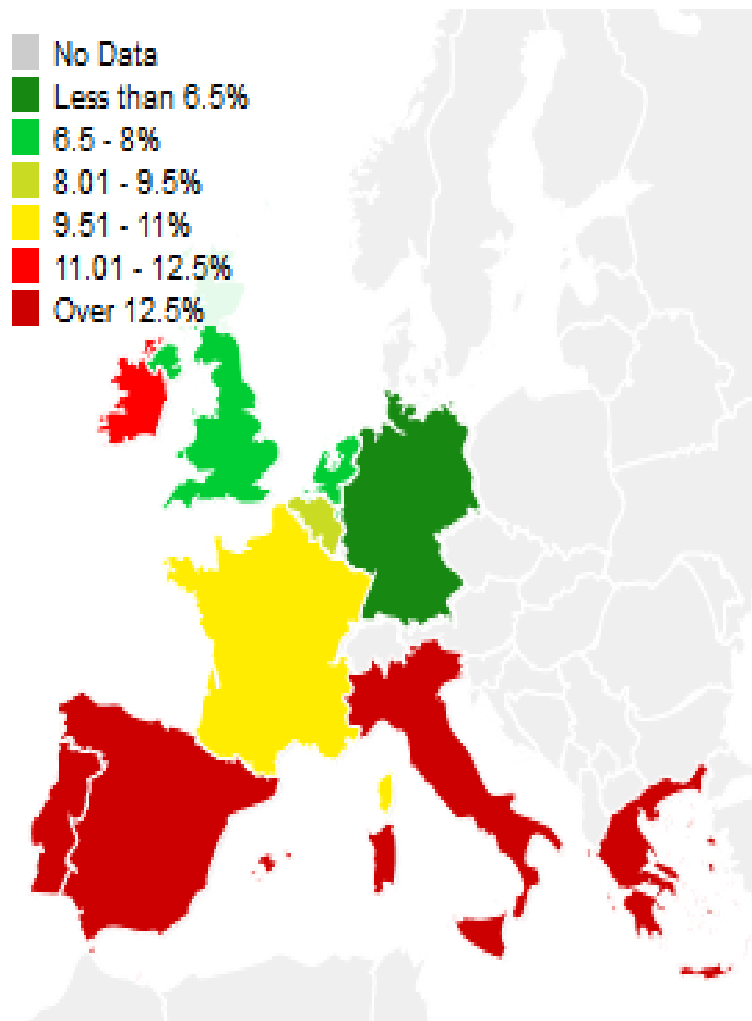 No Data
Less than 6.5%
6.5 - 8%
8.01 - 9.5%
9.51 - 11%
11.01 - 12.5%
Over 12.5%